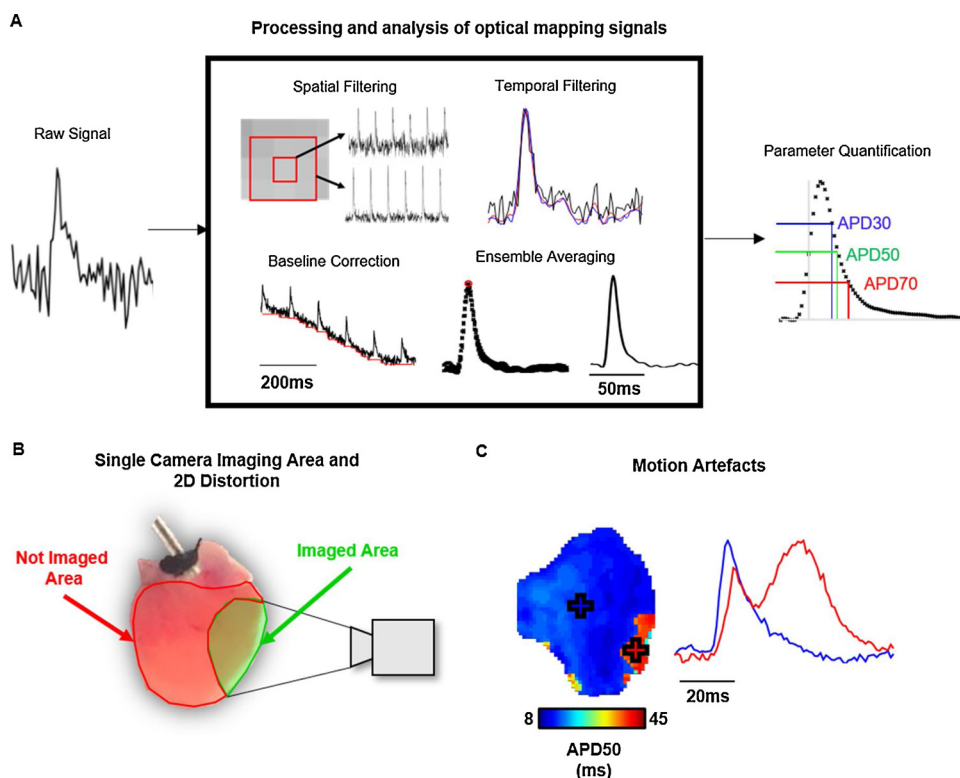 A
Processing and analysis of optical mapping signals
Raw Signal
Spatial Filtering
Temporal Filtering
Baseline Correction
200ms
Ensemble Averaging
50ms
Parameter Quantification
APD30
APD50
APD70
B
Single Camera Imaging Area and
2D Distortion
Not Imaged
Area
Imaged Area
C
Motion Artefacts
8
45
APD50
(ms)
20ms